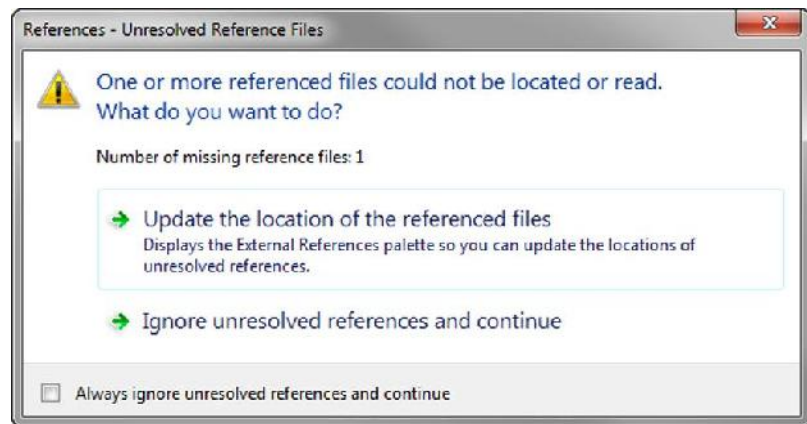 References - Unresolved Reference Files
One or more referenced files could not be located or read.
What do you want to do?
Number of missing reference files: 1
Update the location of the referenced files
Displays the External References palette so you can update the locations of
unresolved references.
Ignore unresolved references and continue
Always ignore unresolved references and continue